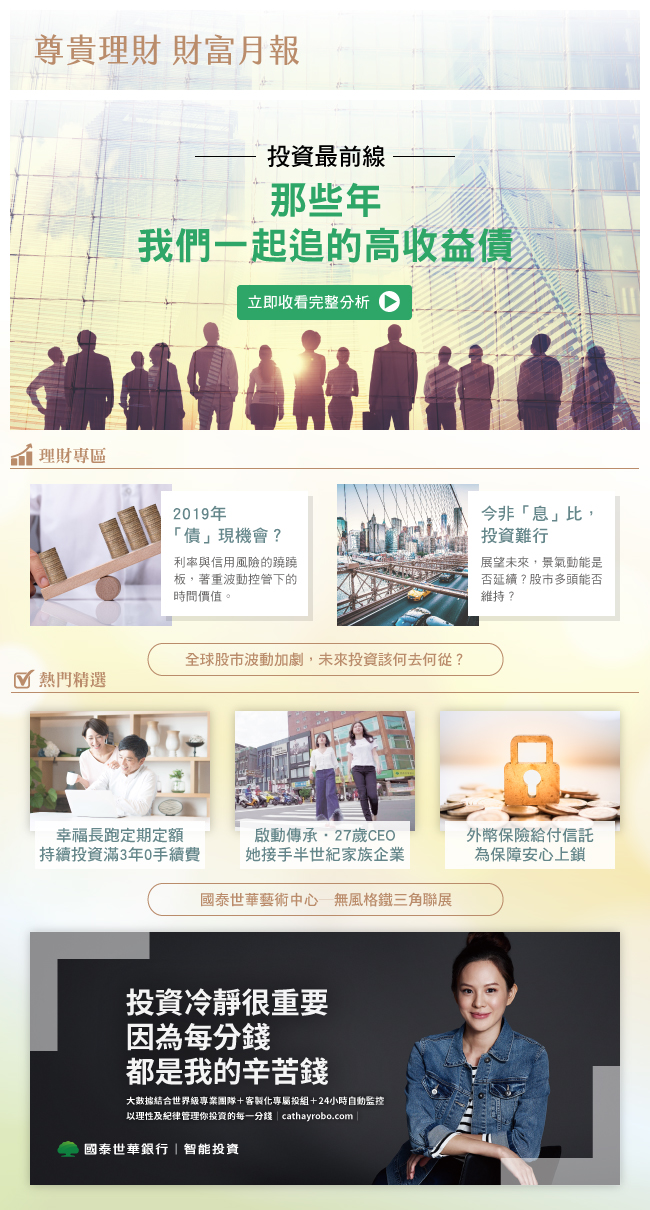 尊貴理財 財富月報
投資最前線
那些年
我們一起追的高收益債
立即收看完整分析
理財專區
2019年
「債」現機會？
利率與信用風險的蹺蹺
板，著重波動控管下的
時間價值。
今非「息」比，
投資難行
展望未來，景氣動能是
否延續？股市多頭能否
維持？
全球股市波動加劇，未來投資該何去何從？
熱門精選
幸福長跑定期定額
持續投資滿3年0手續費
啟動傳承・27歲CEO
她接手半世紀家族企業
外幣保險給付信託
為保障安心上鎖
國泰世華藝術中心─無風格鐵三角聯展
投資冷靜很重要
因為每分錢
都是我的辛苦錢
大數據結合世界級專業團隊＋客製化專屬投組＋24小時自動監控
以理性及紀律管理你投資的每一分錢｜cathayrobo.com｜
國泰世華銀行｜智能投資